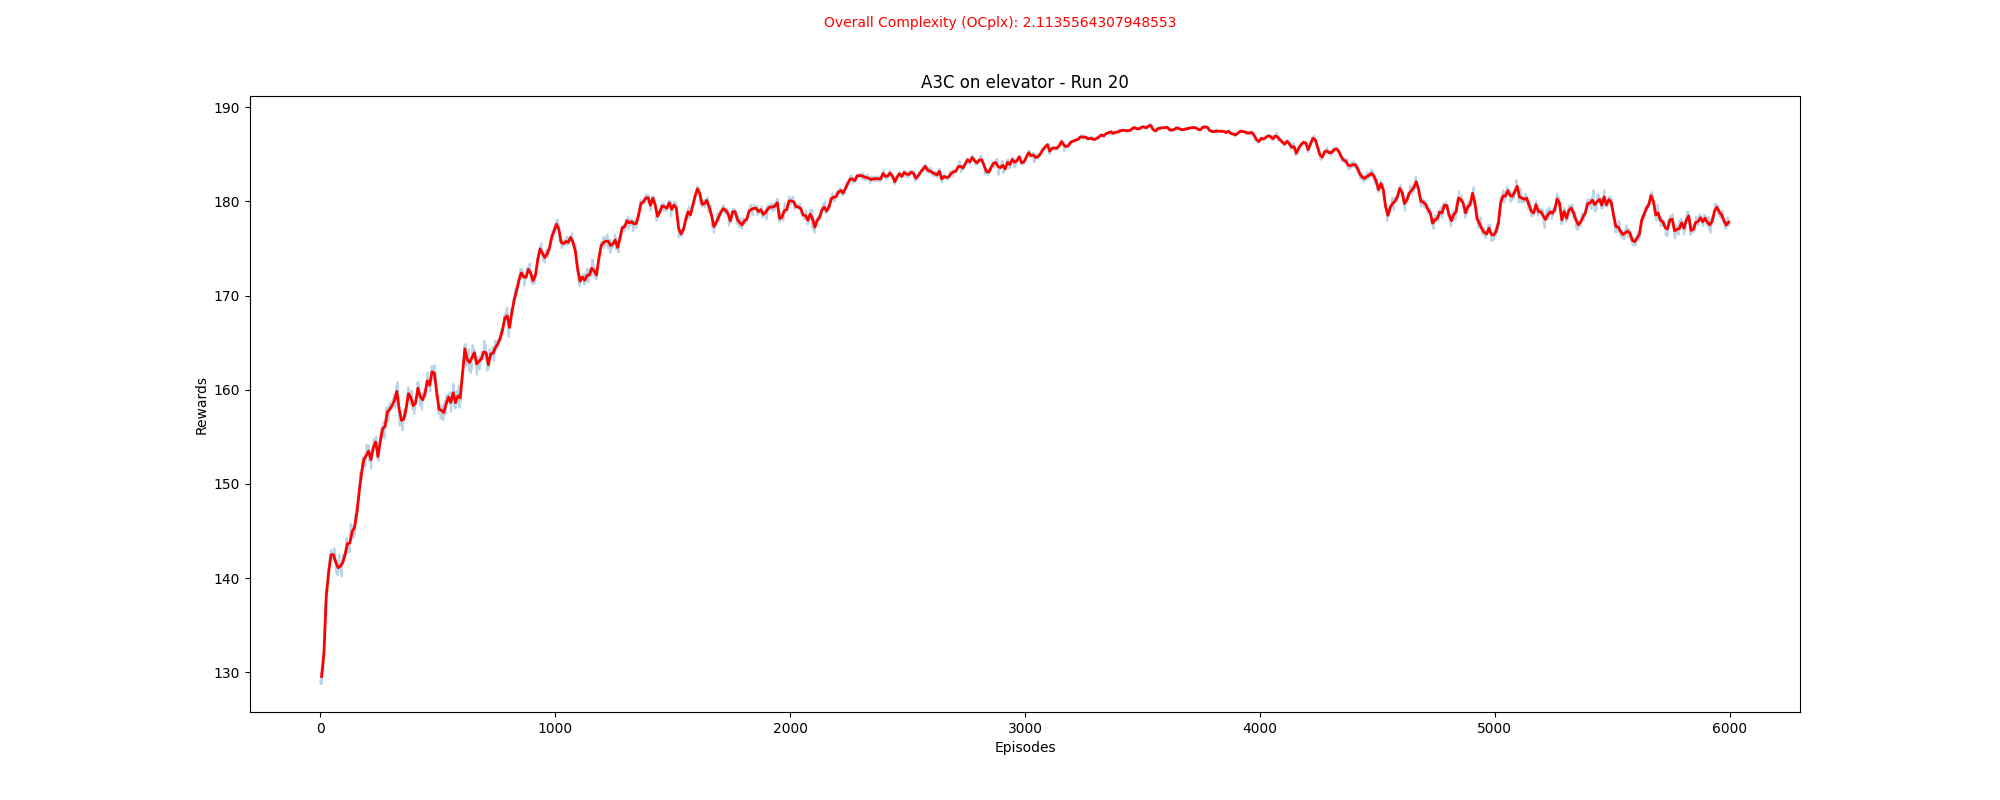 Overall Complexity (OCplx): 2.1135564307948553
A3C on elevator - Run 20
190
180
170
160
150
140
130
Rewards
0 1000 2000 3000 4000 5000 6000
Episodes